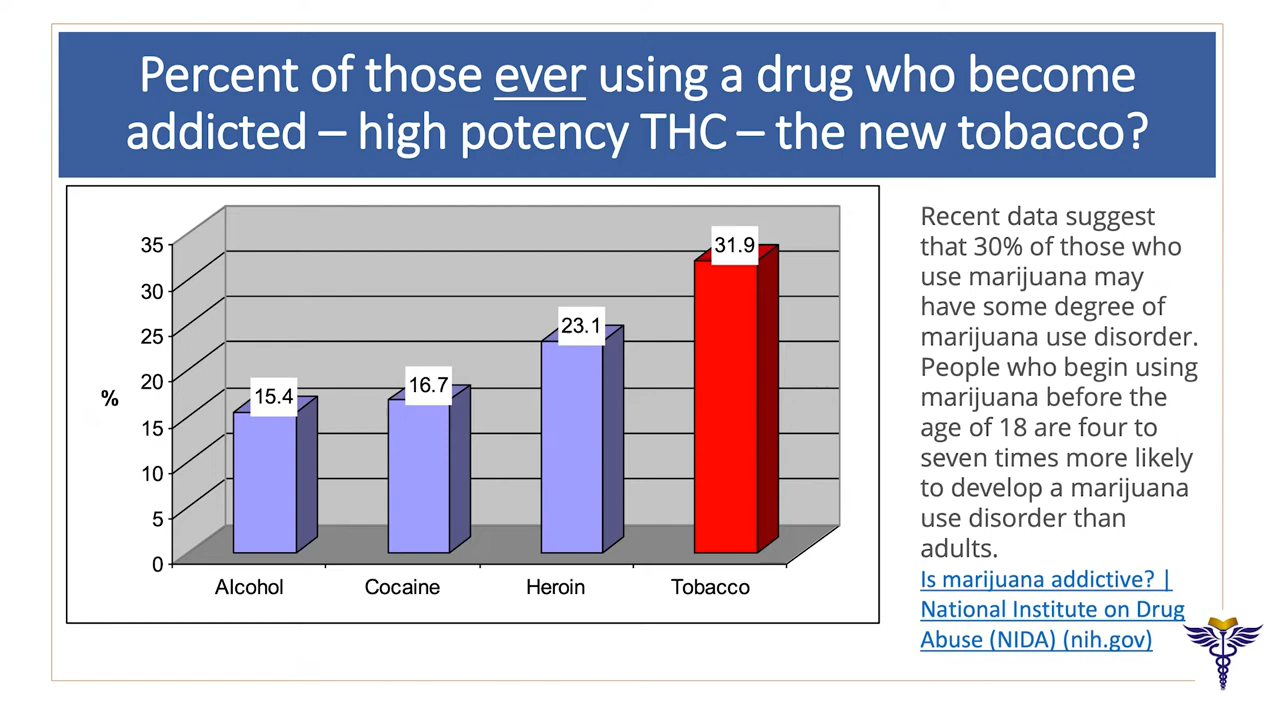 Percent of those ever using a drug who become
addicted – high potency THC – the new tobacco?
35
30
25
20
15
10
5
0
%
15.4
16.7
23.1
31.9
Alcohol
Cocaine
Heroin
Tobacco
Recent data suggest
that 30% of those who
use marijuana may
have some degree of
marijuana use disorder.
People who begin using
marijuana before the
age of 18 are four to
seven times more likely
to develop a marijuana
use disorder than
adults.
Is marijuana addictive? |
National Institute on Drug
Abuse (NIDA) (nih.gov)